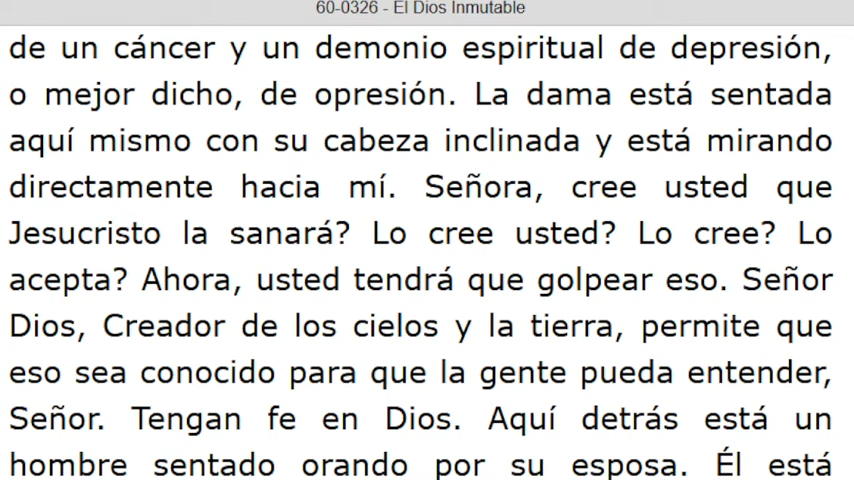 60-0326 - El Dios Inmutable
de un cáncer y un demonio espiritual de depresión,
o mejor dicho, de opresión. La dama está sentada
aquí mismo con su cabeza inclinada y está mirando
directamente hacia mí. Señora, cree usted que
Jesucristo la sanará? Lo cree usted? Lo cree? Lo
acepta? Ahora, usted tendrá que golpear eso. Señor
Dios, Creador de los cielos y la tierra, permite que
eso sea conocido para que la gente pueda entender,
Señor. Tengan fe en Dios. Aquí detrás está un
hombre sentado orando por su esposa. Él está